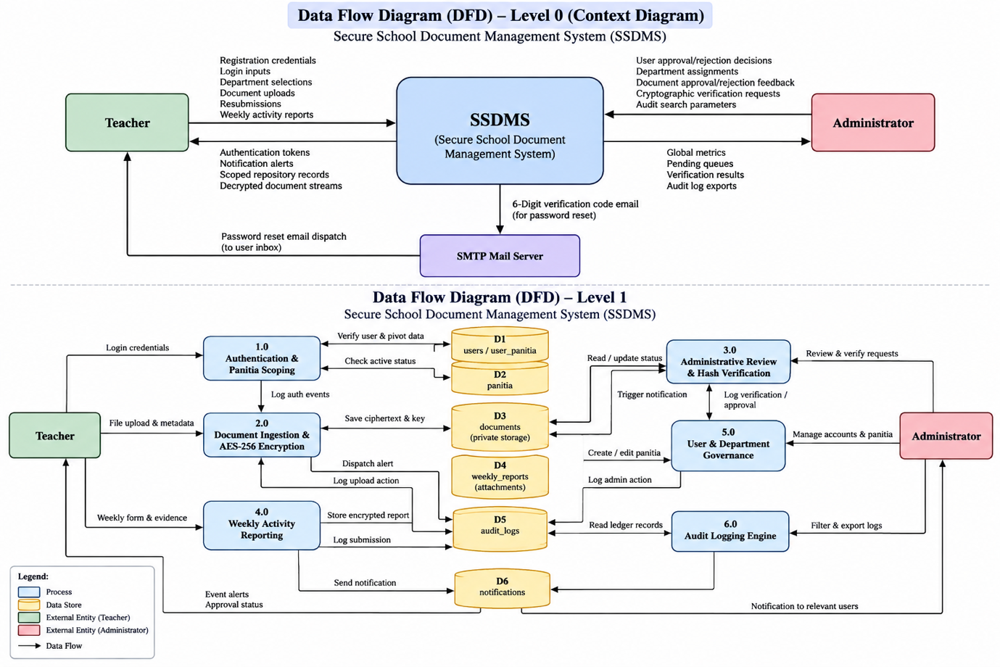 Data Flow Diagram (DFD) – Level 0 (Context Diagram)
Secure School Document Management System (SSDMS)
Registration credentials
Login inputs
Department selections
Document uploads
Resubmissions
Weekly activity reports
User approval/rejection decisions
Department assignments
Document approval/rejection feedback
Cryptographic verification requests
Audit search parameters
Teacher
SSDMS
(Secure School Document
Management System)
Administrator
Authentication tokens
Notification alerts
Scoped repository records
Decrypted document streams
Global metrics
Pending queues
Verification results
Audit log exports
6-Digit verification code email
(for password reset)
Password reset email dispatch
(to user inbox)
SMTP Mail Server
Data Flow Diagram (DFD) – Level 1
Secure School Document Management System (SSDMS)
Login credentials
1.0
Authentication &
Panitia Scoping
Verify user & pivot data
Check active status
D1
users / user_panitia
D2
panitia
Read / update status
3.0
Administrative Review
& Hash Verification
Review & verify requests
Log auth events
Trigger notification
Log verification /
approval
Teacher
File upload & metadata
2.0
Document Ingestion &
AES-256 Encryption
Save ciphertext & key
D3
documents
(private storage)
5.0
User & Department
Governance
Manage accounts & panitia
Administrator
Dispatch alert
Log upload action
D4
weekly_reports
(attachments)
Create / edit panitia
Log admin action
Weekly form & evidence
4.0
Weekly Activity
Reporting
Store encrypted report
Log submission
D5
audit_logs
Read ledger records
6.0
Audit Logging Engine
Filter & export logs
Send notification
D6
notifications
Event alerts
Approval status
Notification to relevant users
Legend:
Process
Data Store
External Entity (Teacher)
External Entity (Administrator)
Data Flow